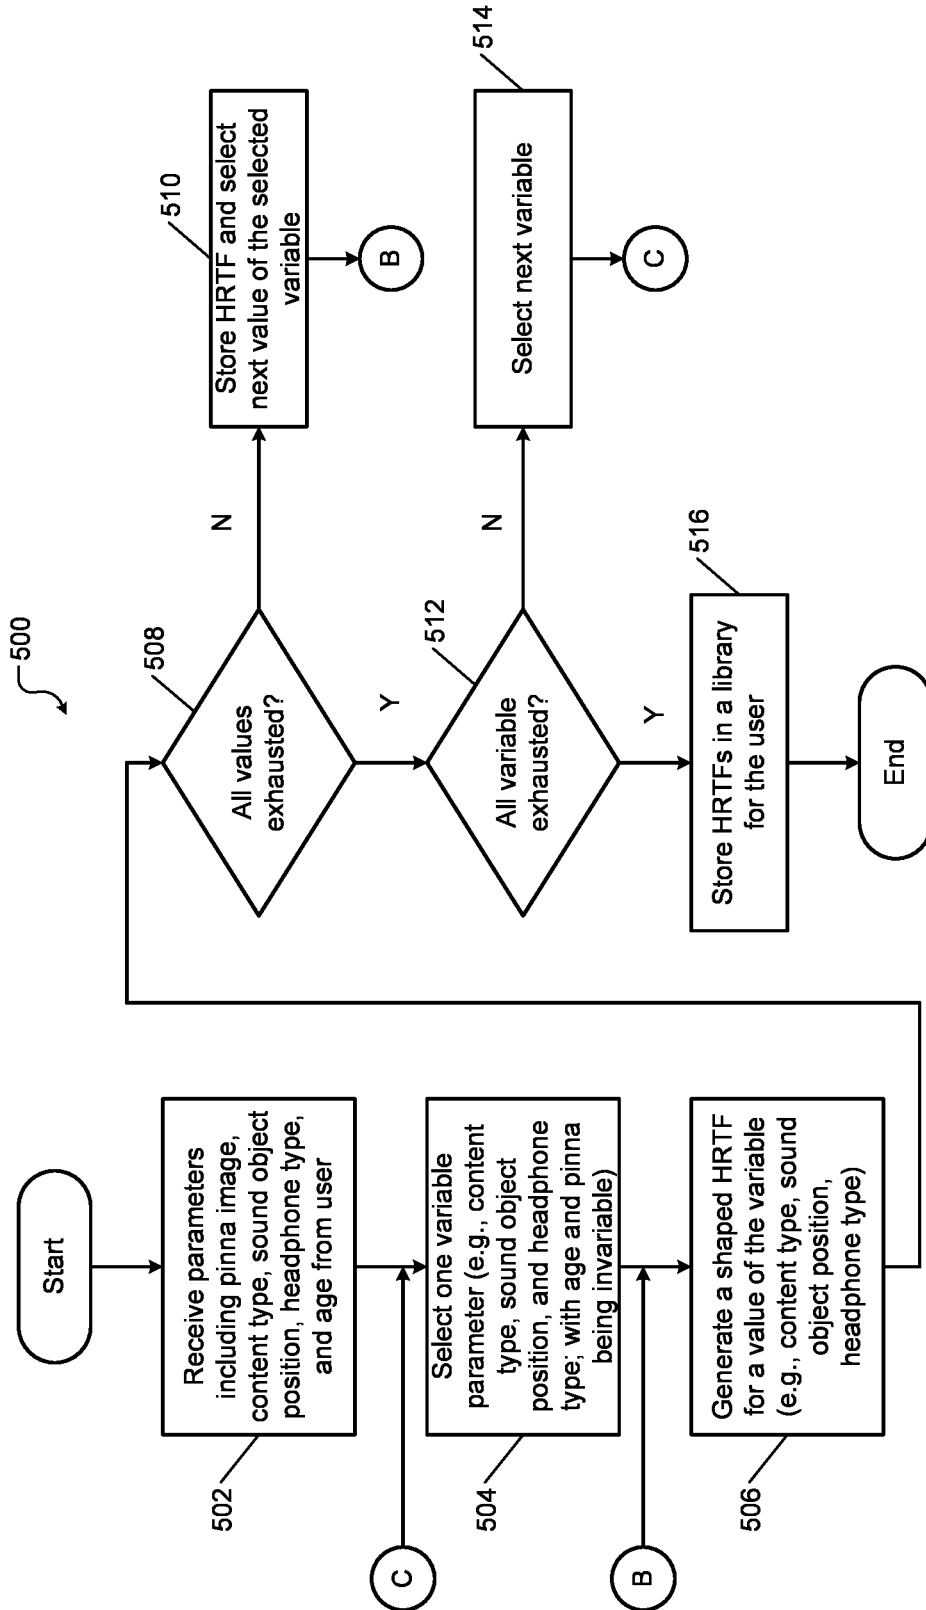 500
Start
Receive parameters
including pinna image,
content type, sound object
position, headphone type,
and age from user
502
C
Select one variable
parameter (e.g., content
type, sound object
position, and headphone
type; with age and pinna
being invariable)
504
B
Generate a shaped HRTF
for a value of the variable
(e.g., content type, sound
object position,
headphone type)
506
All values
exhausted?
508
N
Store HRTF and select
next value of the selected
variable
510
B
Y
All variable
exhausted?
512
N
Select next variable
514
C
Y
Store HRTFs in a library
for the user
516
End